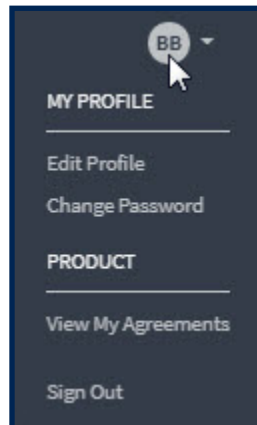 BB
MY PROFILE
Edit Profile
Change Password
PRODUCT
View My Agreements
Sign Out